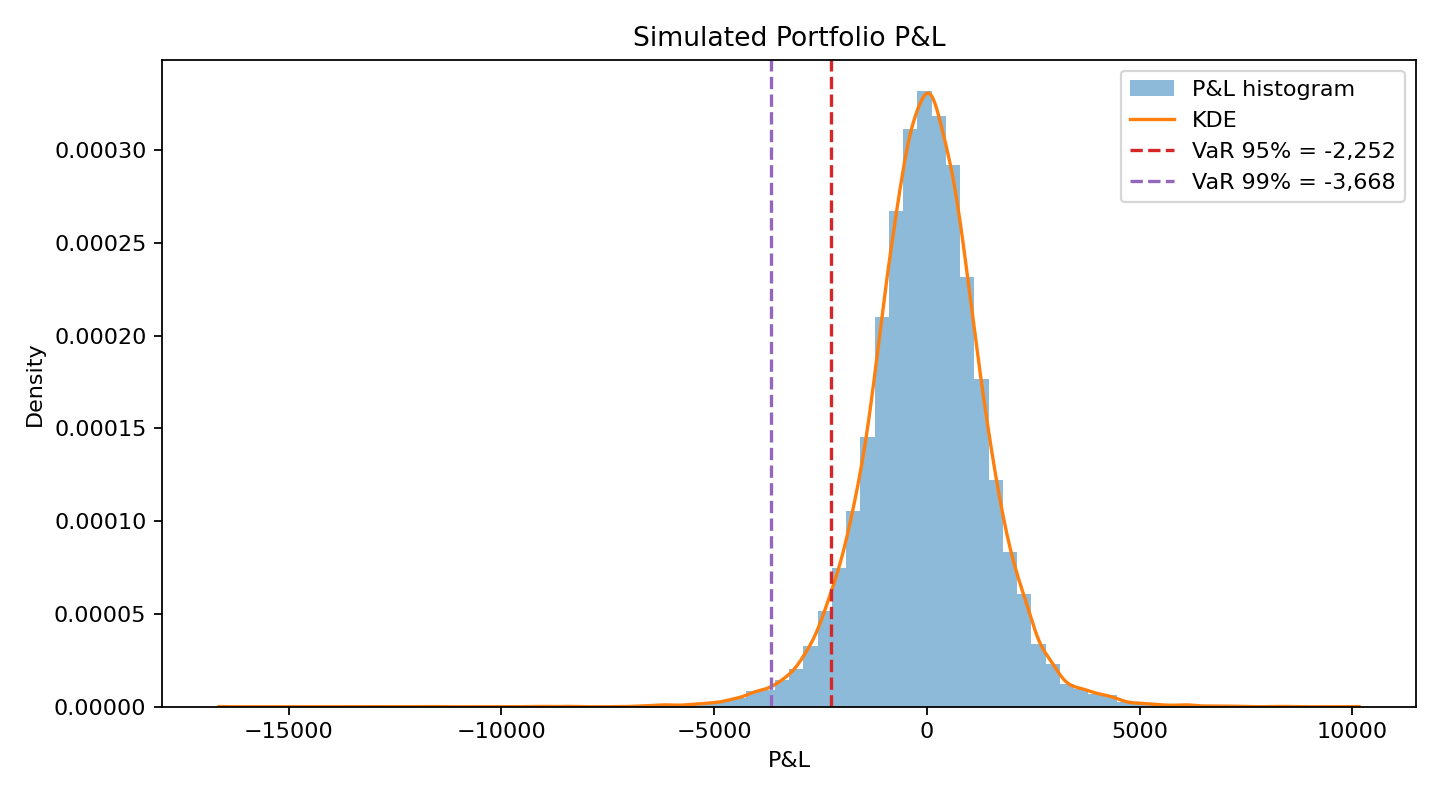 Simulated Portfolio P&L
P&L histogram
KDE
VaR 95% = -2,252
VaR 99% = -3,668
0.00030
0.00025
0.00020
0.00015
0.00010
0.00005
0.00000
Density
−15000
−10000
−5000
0
5000
10000
P&L